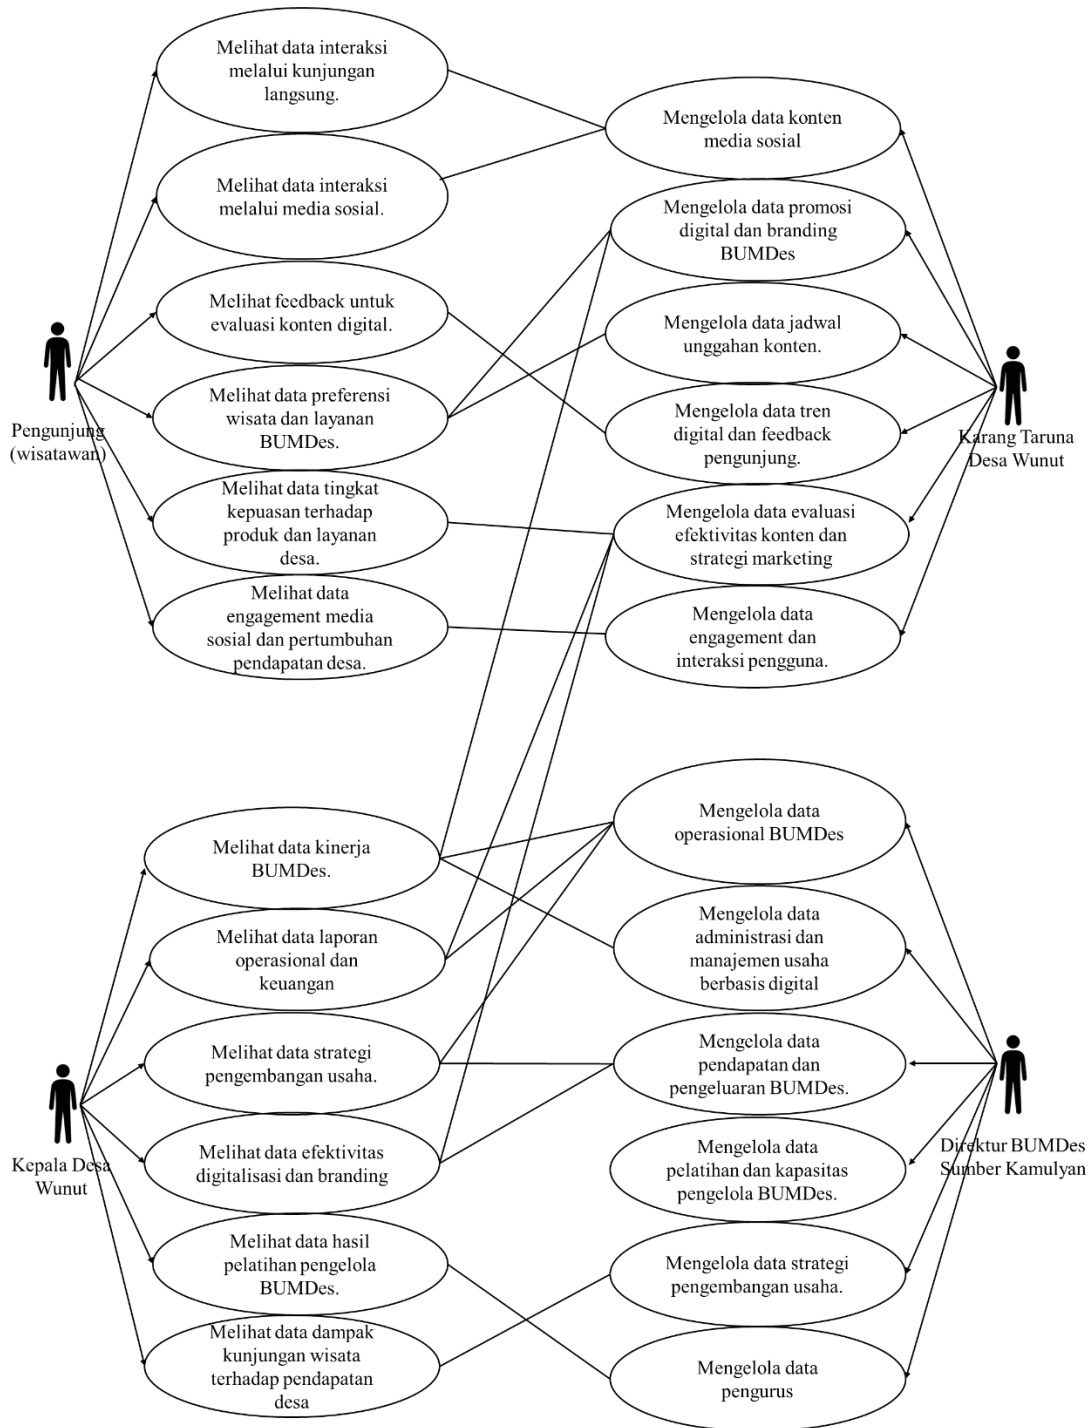 Melihat data interaksi
melalui kunjungan
langsung.
Melihat data interaksi
melalui media sosial.
Melihat feedback untuk
evaluasi konten digital.
Melihat data preferensi
wisata dan layanan
BUMDes.
Melihat data tingkat
kepuasan terhadap
produk dan layanan
desa.
Melihat data
engagement media
sosial dan pertumbuhan
pendapatan desa.
Pengunjung
(wisatawan)
Mengelola data konten
media sosial
Mengelola data promosi
digital dan branding
BUMDes
Mengelola data jadwal
unggahan konten.
Mengelola data tren
digital dan feedback
pengunjung.
Mengelola data evaluasi
efektivitas konten dan
strategi marketing
Mengelola data
engagement dan
interaksi pengguna.
Karang Taruna
Desa Wunut
Melihat data kinerja
BUMDes.
Melihat data laporan
operasional dan
keuangan
Melihat data strategi
pengembangan usaha.
Melihat data efektivitas
digitalisasi dan branding
Melihat data hasil
pelatihan pengelola
BUMDes.
Melihat data dampak
kunjungan wisata
terhadap pendapatan
desa
Kepala Desa
Wunut
Mengelola data
operasional BUMDes
Mengelola data
administrasi dan
manajemen usaha
berbasis digital
Mengelola data
pendapatan dan
pengeluaran BUMDes.
Mengelola data
pelatihan dan kapasitas
pengelola BUMDes.
Mengelola data strategi
pengembangan usaha.
Mengelola data
pengurus
Direktur BUMDes
Sumber Kamulyan